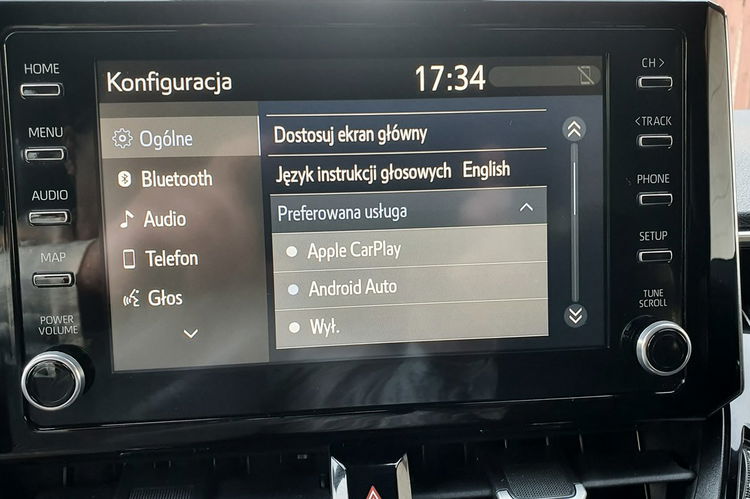 HOME
MENU
AUDIO
MAP
POWER
VOLUME
Konfiguracja 17:34
Ogólne
Bluetooth
Audio
Telefon
Głos
Dostosuj ekran główny
Język instrukcji głosowych English
Preferowana usługa
Apple CarPlay
Android Auto
Wył.
CH >
< TRACK
PHONE
SETUP
TUNE
SCROLL